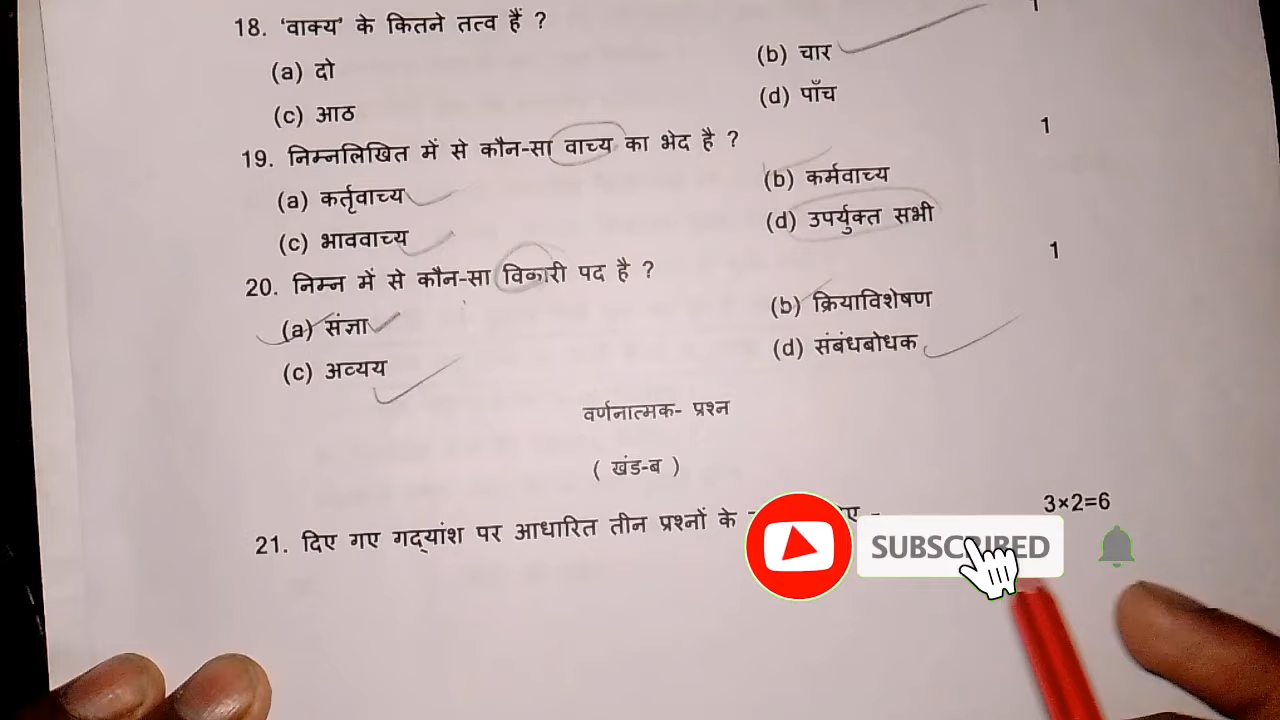 18. ‘वाक्य’ के कितने तत्व हैं ? 1
(a) दो (b) चार
(c) आठ (d) पाँच
19. निम्नलिखित में से कौन-सा वाच्य का भेद है ? 1
(a) कर्तृवाच्य (b) कर्मवाच्य
(c) भाववाच्य (d) उपर्युक्त सभी
20. निम्न में से कौन-सा विकारी पद है ? 1
(a) संज्ञा (b) क्रियाविशेषण
(c) अव्यय (d) संबंधबोधक
वर्णनात्मक- प्रश्न
( खंड-ब )
21. दिए गए गद्यांश पर आधारित तीन प्रश्नों के 3×2=6
SUBSCRIBED